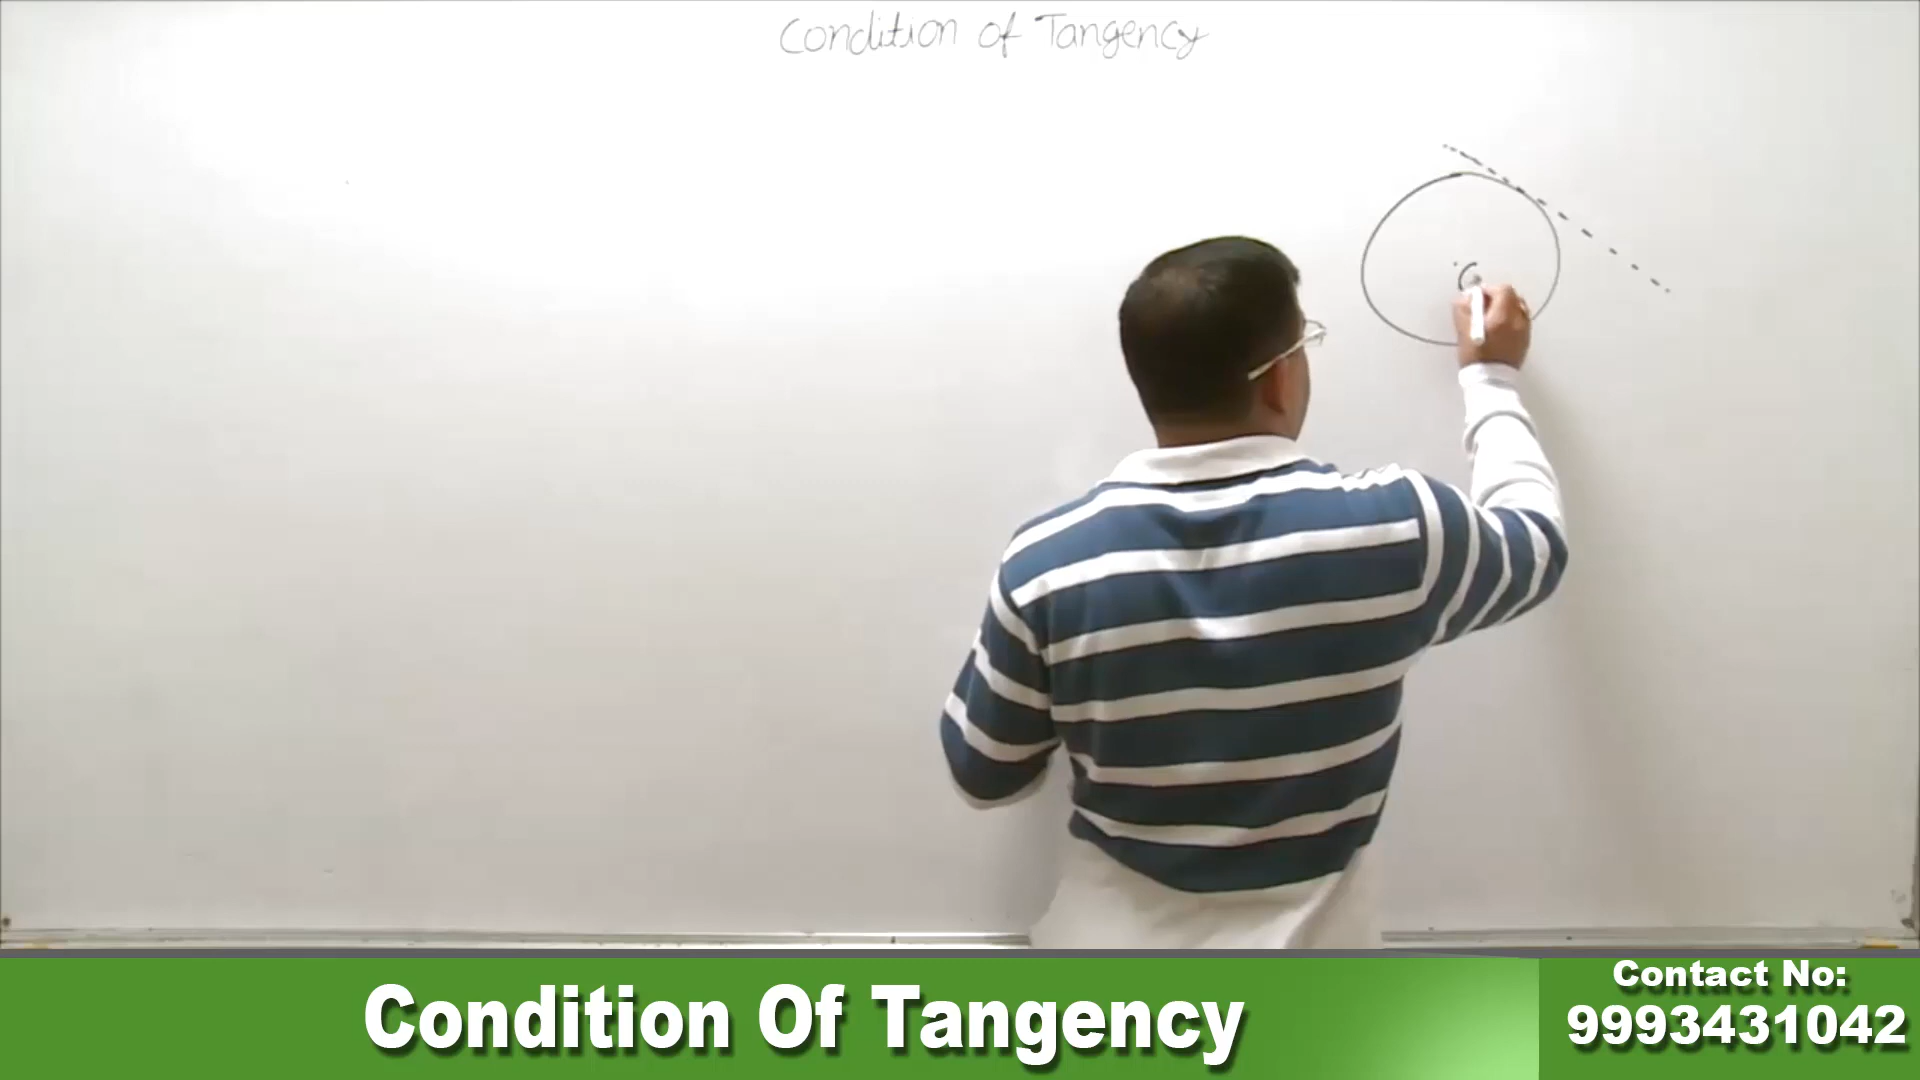 Condition of Tangency
C
Condition Of Tangency
Contact No:
9993431042